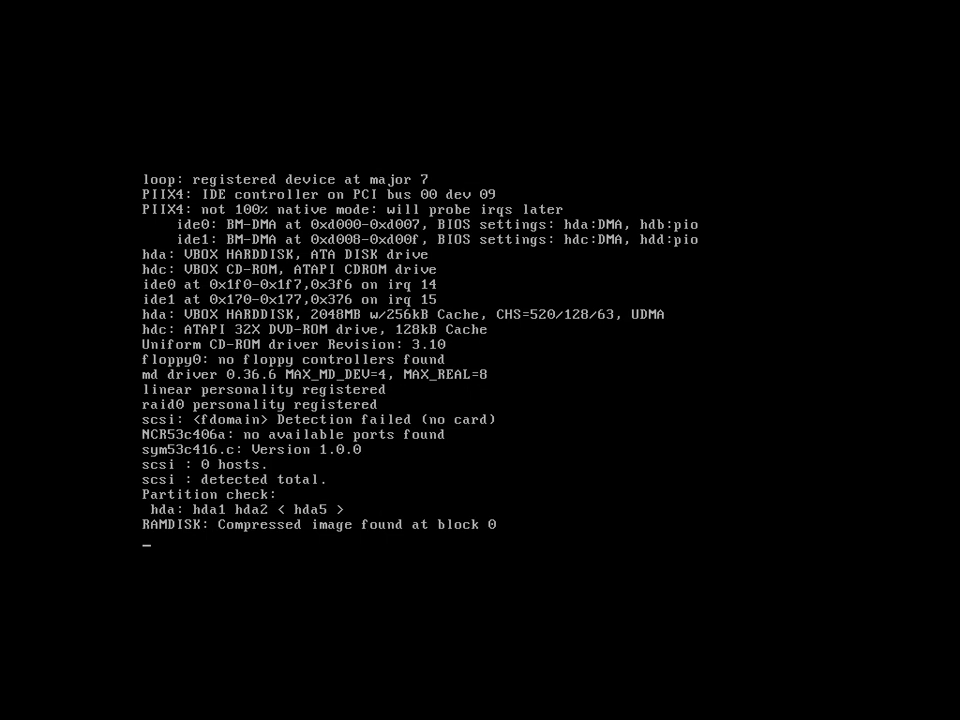 loop: registered device at major 7
PIIX4: IDE controller on PCI bus 00 dev 09
PIIX4: not 100% native mode: will probe irqs later
    ide0: BM-DMA at 0xd000-0xd007, BIOS settings: hda:DMA, hdb:pio
    ide1: BM-DMA at 0xd008-0xd00f, BIOS settings: hdc:DMA, hdd:pio
hda: VBOX HARDDISK, ATA DISK drive
hdc: VBOX CD-ROM, ATAPI CDROM drive
ide0 at 0x1f0-0x1f7,0x3f6 on irq 14
ide1 at 0x170-0x177,0x376 on irq 15
hda: VBOX HARDDISK, 2048MB w/256kB Cache, CHS=520/128/63, UDMA
hdc: ATAPI 32X DVD-ROM drive, 128kB Cache
Uniform CD-ROM driver Revision: 3.10
floppy0: no floppy controllers found
md driver 0.36.6 MAX_MD_DEV=4, MAX_REAL=8
linear personality registered
raid0 personality registered
scsi: <fdomain> Detection failed (no card)
NCR53c406a: no available ports found
sym53c416.c: Version 1.0.0
scsi : 0 hosts.
scsi : detected total.
Partition check:
 hda: hda1 hda2 < hda5 >
RAMDISK: Compressed image found at block 0
_